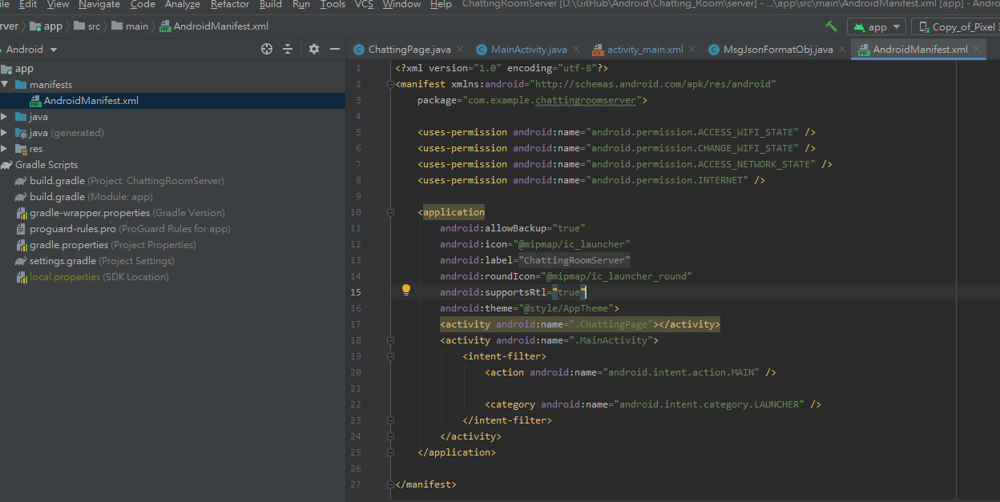 ile Edit View Navigate Code Analyze Refactor Build Run Tools VCS Window Help ChattingRoomServer [D:\GitHub\Android\Chatting_Room\server] - ...\app\src\main\AndroidManifest.xml [app] - Andro
rver app src main AndroidManifest.xml app Copy_of_Pixel 3
Android ChattingPage.java MainActivity.java activity_main.xml MsgJsonFormatObj.java AndroidManifest.xml
app
manifests
AndroidManifest.xml
java
java (generated)
res
Gradle Scripts
build.gradle (Project: ChattingRoomServer)
build.gradle (Module: app)
gradle-wrapper.properties (Gradle Version)
proguard-rules.pro (ProGuard Rules for app)
gradle.properties (Project Properties)
settings.gradle (Project Settings)
local.properties (SDK Location)
1 <?xml version="1.0" encoding="utf-8"?>
2 <manifest xmlns:android="http://schemas.android.com/apk/res/android"
3 package="com.example.chattingroomserver">
4
5 <uses-permission android:name="android.permission.ACCESS_WIFI_STATE" />
6 <uses-permission android:name="android.permission.CHANGE_WIFI_STATE" />
7 <uses-permission android:name="android.permission.ACCESS_NETWORK_STATE" />
8 <uses-permission android:name="android.permission.INTERNET" />
9
10 <application
11 android:allowBackup="true"
12 android:icon="@mipmap/ic_launcher"
13 android:label="ChattingRoomServer"
14 android:roundIcon="@mipmap/ic_launcher_round"
15 android:supportsRtl="true"
16 android:theme="@style/AppTheme">
17 <activity android:name=".ChattingPage"></activity>
18 <activity android:name=".MainActivity">
19 <intent-filter>
20 <action android:name="android.intent.action.MAIN" />
21
22 <category android:name="android.intent.category.LAUNCHER" />
23 </intent-filter>
24 </activity>
25 </application>
26
27 </manifest>